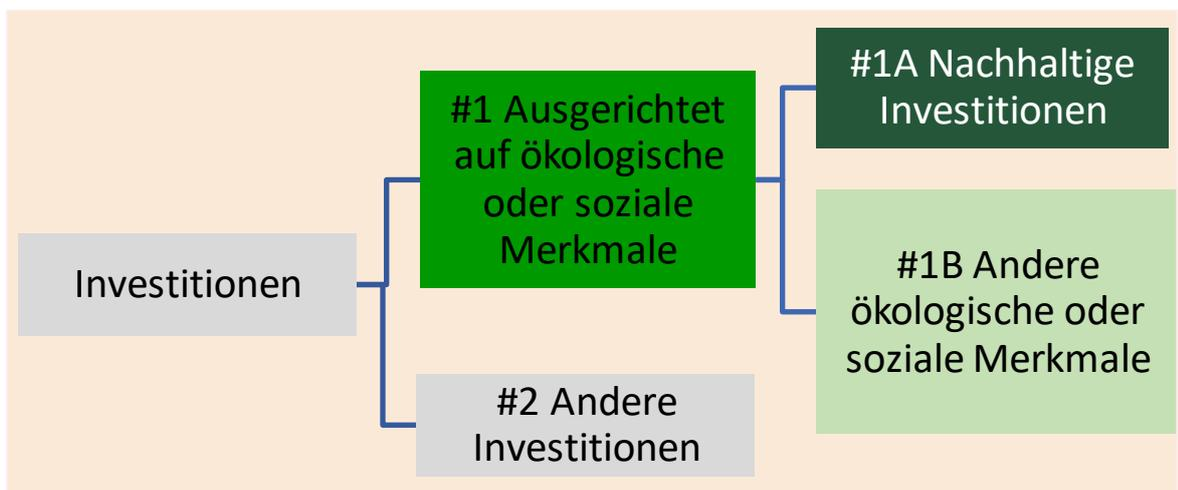 Investitionen
#1 Ausgerichtet
auf ökologische
oder soziale
Merkmale
#2 Andere
Investitionen
#1A Nachhaltige
Investitionen
#1B Andere
ökologische oder
soziale Merkmale